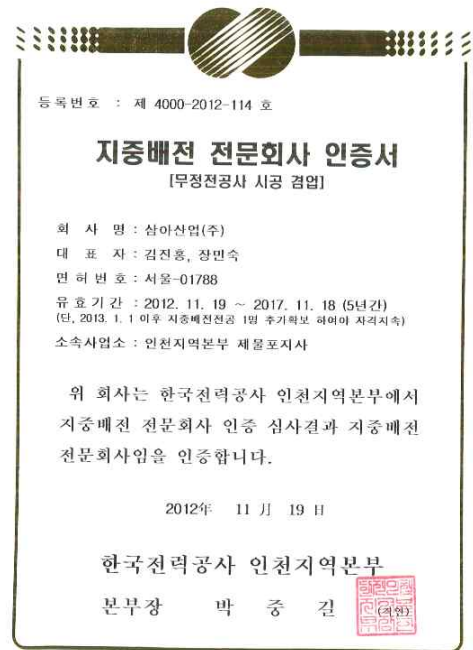 등록번호 : 제 4000-2012-114 호
지중배전 전문회사 인증서
[무정전공사 시공 겸업]
회 사 명 : 삼아산업(주)
대 표 자 : 김진홍, 장민숙
면 허 번 호 : 서울-01788
유 효 기 간 : 2012. 11. 19 ~ 2017. 11. 18 (5년간)
(단, 2013. 1. 1 이후 지중배전전공 1명 추가확보 하여야 자격지속)
소속사업소 : 인천지역본부 제물포지사
위 회사는 한국전력공사 인천지역본부에서
지중배전 전문회사 인증 심사결과 지중배전
전문회사임을 인증합니다.
2012年 11月 19日
한국전력공사 인천지역본부
본부장 박 중 길 (직인)